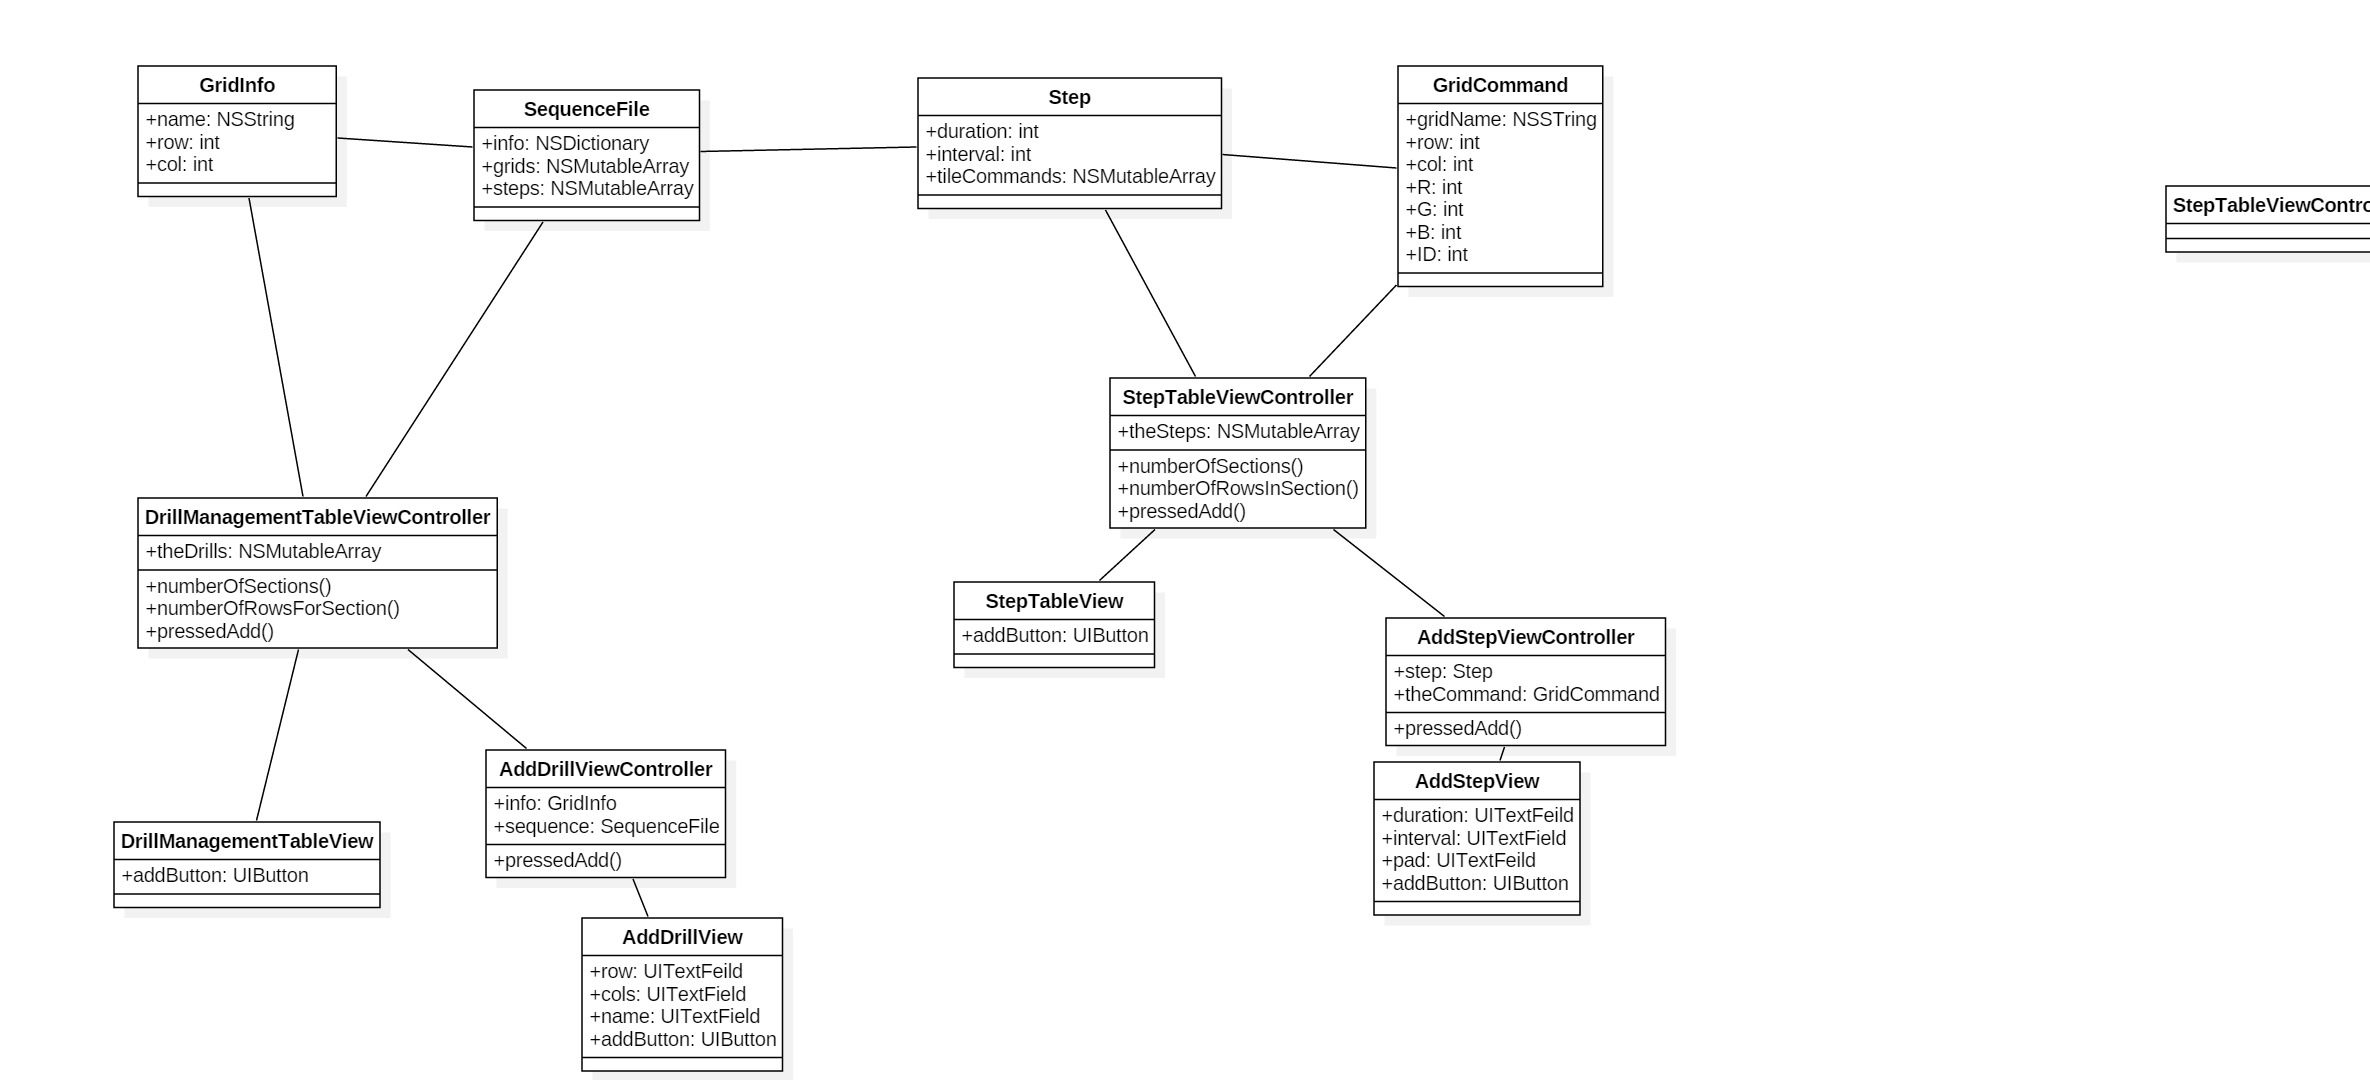 GridInfo
+name: NSString
+row: int
+col: int
SequenceFile
+info: NSDictionary
+grids: NSMutableArray
+steps: NSMutableArray
Step
+duration: int
+interval: int
+tileCommands: NSMutableArray
GridCommand
+gridName: NSSTring
+row: int
+col: int
+R: int
+G: int
+B: int
+ID: int
StepTableViewContro
StepTableViewController
+theSteps: NSMutableArray
+numberOfSections()
+numberOfRowsInSection()
+pressedAdd()
DrillManagementTableViewController
+theDrills: NSMutableArray
+numberOfSections()
+numberOfRowsForSection()
+pressedAdd()
StepTableView
+addButton: UIButton
AddStepViewController
+step: Step
+theCommand: GridCommand
+pressedAdd()
AddDrillViewController
+info: GridInfo
+sequence: SequenceFile
+pressedAdd()
AddStepView
+duration: UITextFeild
+interval: UITextField
+pad: UITextFeild
+addButton: UIButton
DrillManagementTableView
+addButton: UIButton
AddDrillView
+row: UITextFeild
+cols: UITextField
+name: UITextField
+addButton: UIButton